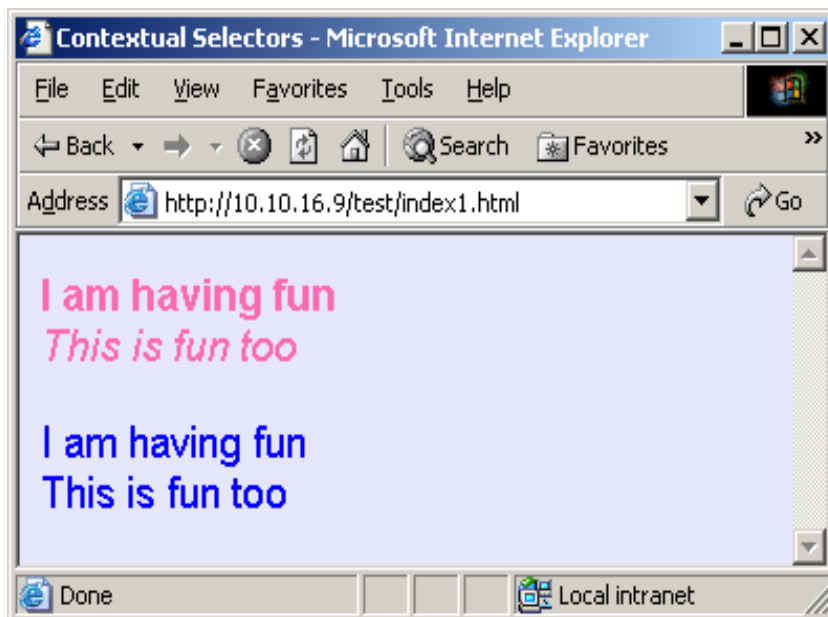 Contextual Selectors - Microsoft Internet Explorer
File Edit View Favorites Tools Help
Back Search Favorites »
Address http://10.10.16.9/test/index1.html Go
I am having fun
This is fun too
I am having fun
This is fun too
Done Local intranet